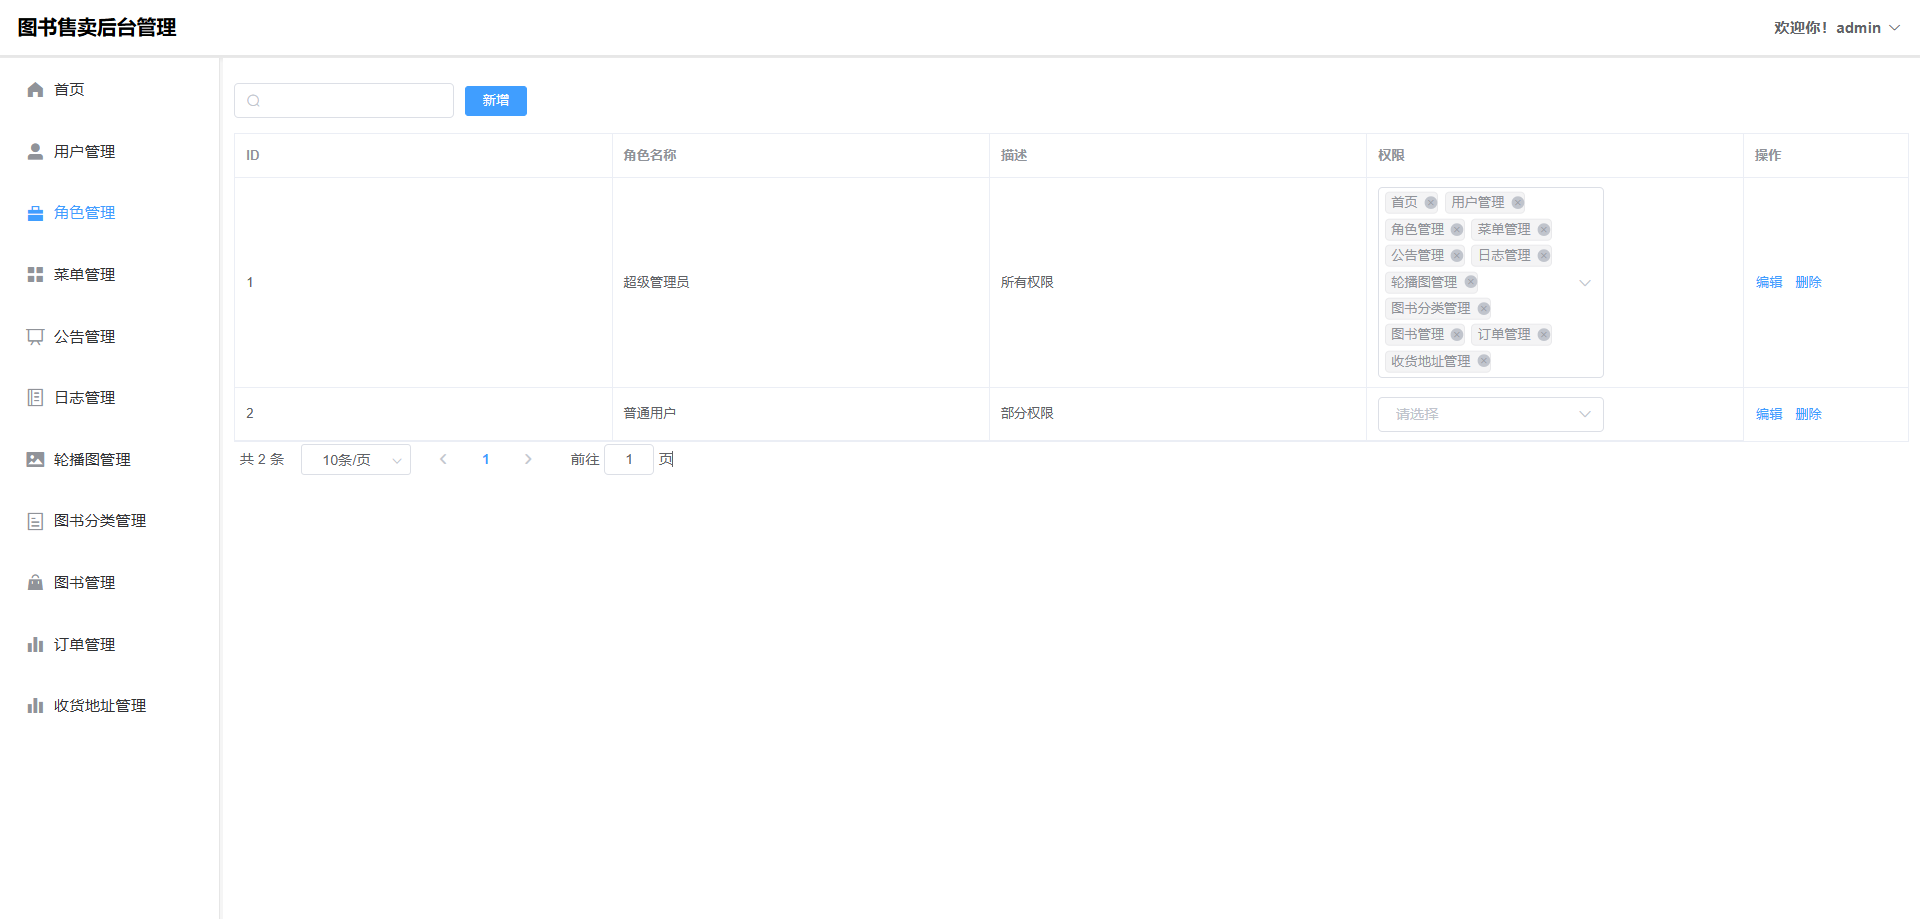 图书售卖后台管理
欢迎你！admin
首页
用户管理
角色管理
菜单管理
公告管理
日志管理
轮播图管理
图书分类管理
图书管理
订单管理
收货地址管理
新增
ID 角色名称 描述 权限 操作
1 超级管理员 所有权限
首页 用户管理
角色管理 菜单管理
公告管理 日志管理
轮播图管理
图书分类管理
图书管理 订单管理
收货地址管理
编辑 删除
2 普通用户 部分权限 请选择 编辑 删除
共 2 条 10条/页 1 前往 1 页